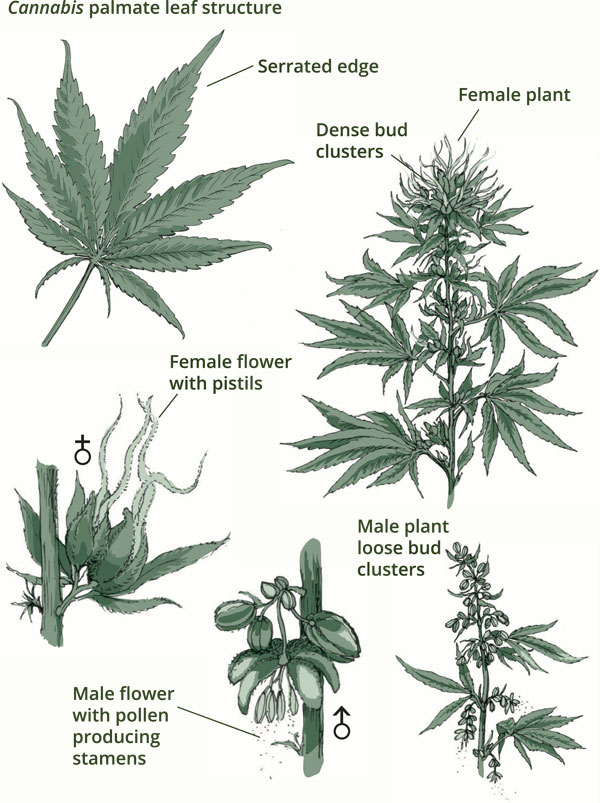 Cannabis palmate leaf structure
Serrated edge
Female plant
Dense bud
clusters
Female flower
with pistils
Male plant
loose bud
clusters
Male flower
with pollen
producing
stamens